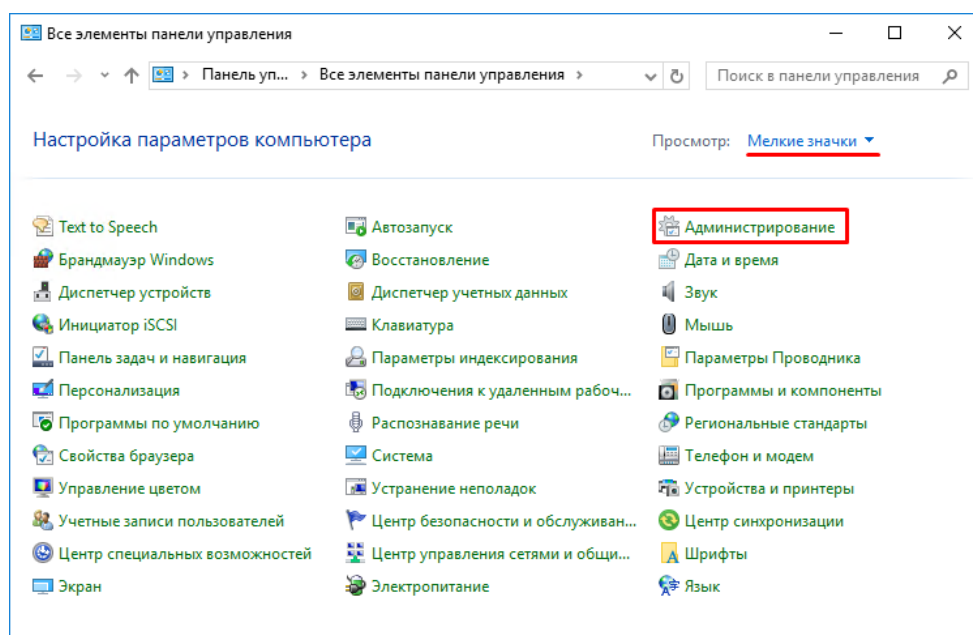 Все элементы панели управления
Панель уп... > Все элементы панели управления >
Поиск в панели управления
Настройка параметров компьютера
Просмотр: Мелкие значки
Text to Speech
Автозапуск
Администрирование
Брандмауэр Windows
Восстановление
Дата и время
Диспетчер устройств
Диспетчер учетных данных
Звук
Инициатор iSCSI
Клавиатура
Мышь
Панель задач и навигация
Параметры индексирования
Параметры Проводника
Персонализация
Подключения к удаленным рабоч...
Программы и компоненты
Программы по умолчанию
Распознавание речи
Региональные стандарты
Свойства браузера
Система
Телефон и модем
Управление цветом
Устранение неполадок
Устройства и принтеры
Учетные записи пользователей
Центр безопасности и обслуживан...
Центр синхронизации
Центр специальных возможностей
Центр управления сетями и общи...
Шрифты
Экран
Электропитание
Язык